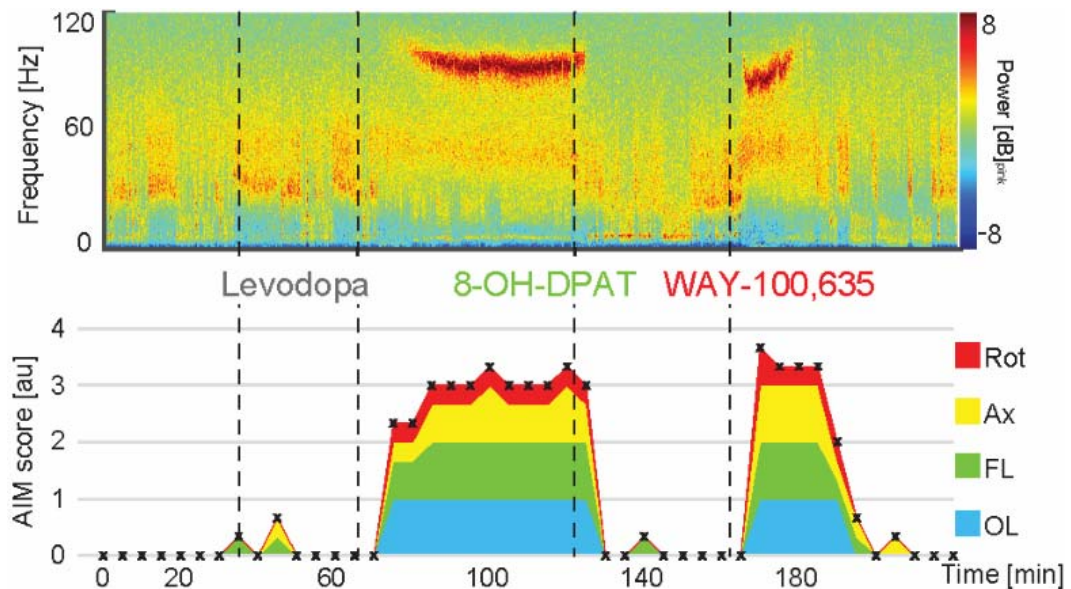 120
60
0
Frequency [Hz]
8
-8
Power [dB]pink
Levodopa 8-OH-DPAT WAY-100,635
4
3
2
1
0
AIM score [au]
Rot
Ax
FL
OL
0 20 60 100 140 180 Time [min]